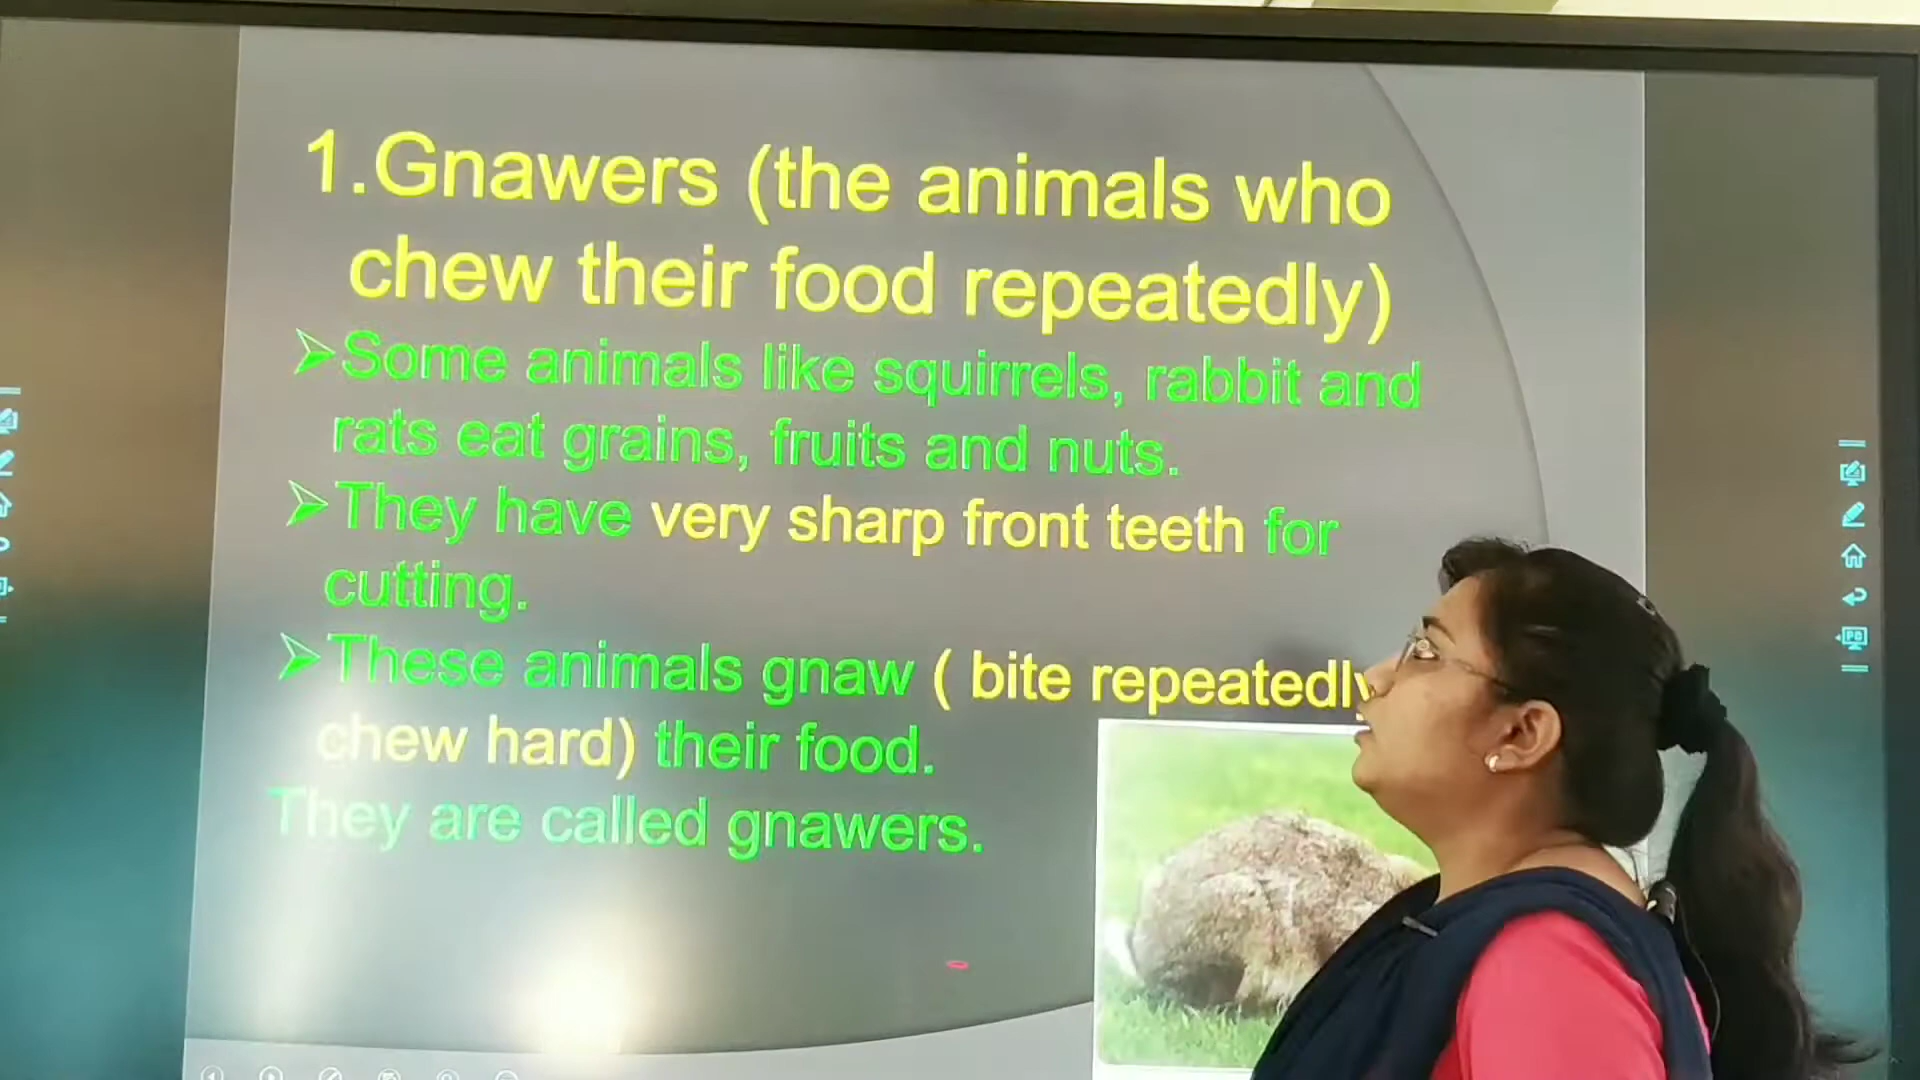 1.Gnawers (the animals who
chew their food repeatedly)
Some animals like squirrels, rabbit and
rats eat grains, fruits and nuts.
They have very sharp front teeth for
cutting.
These animals gnaw ( bite repeatedly
chew hard) their food.
They are called gnawers.